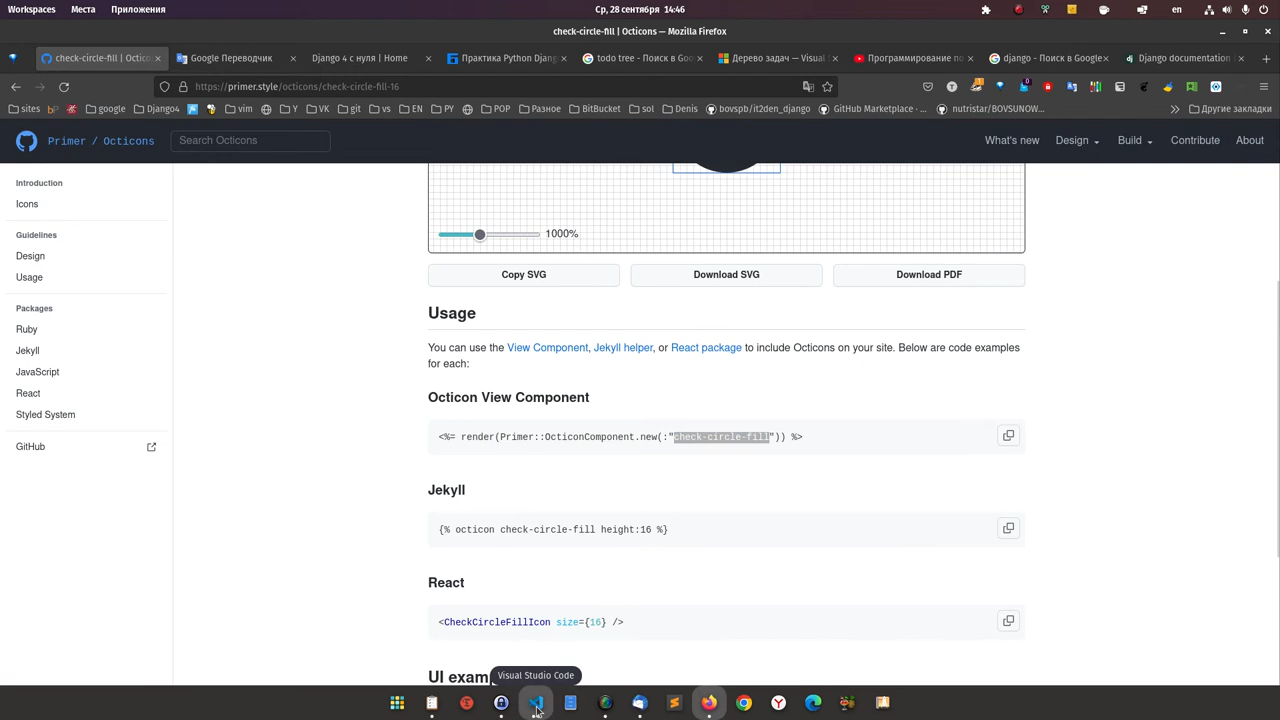 Workspaces Места Приложения
Ср, 28 сентября 14:46
en
check-circle-fill | Octicons — Mozilla Firefox
check-circle-fill | Octico
Google Переводчик
Django 4 с нуля | Home
Практика Python Djang
todo tree - Поиск в Goo
Дерево задач — Visual
Программирование по
django - Поиск в Google
Django documentation
https://primer.style/octicons/check-circle-fill-16
sites
bp
google
Django4
Y
VK
git
vs
EN
PY
POP
Разное
BitBucket
sol
Denis
bovspb/it2den_django
GitHub Marketplace ·
nutristar/BOVSUNOW...
Другие закладки
Primer / Octicons
Search Octicons
What's new
Design
Build
Contribute
About
Introduction
Icons
Guidelines
Design
Usage
Packages
Ruby
Jekyll
JavaScript
React
Styled System
GitHub
1000%
Copy SVG
Download SVG
Download PDF
Usage
You can use the View Component, Jekyll helper, or React package to include Octicons on your site. Below are code examples
for each:
Octicon View Component
<%= render(Primer::OcticonComponent.new(:"check-circle-fill")) %>
Jekyll
{% octicon check-circle-fill height:16 %}
React
<CheckCircleFillIcon size={16} />
UI exam
Visual Studio Code